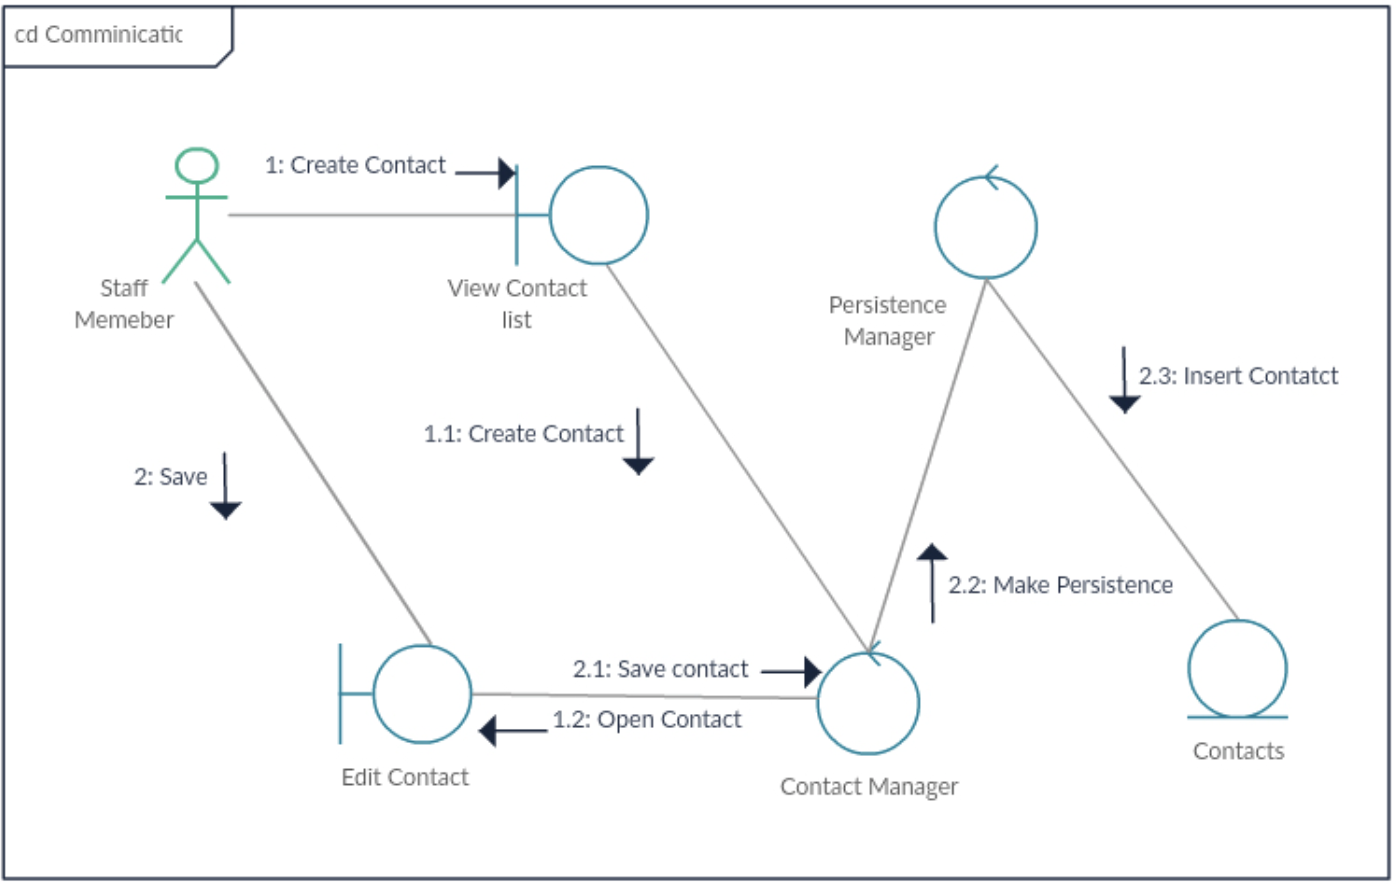 cd Comminicatic
1: Create Contact
Staff
Memeber
View Contact
list
Persistence
Manager
2.3: Insert Contatct
1.1: Create Contact
2: Save
2.2: Make Persistence
2.1: Save contact
1.2: Open Contact
Edit Contact
Contact Manager
Contacts